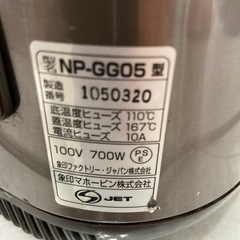 NP-GG05 型
製造番号 1050320
底温度ヒューズ 110℃
蓋温度ヒューズ 167℃
電流ヒューズ 10A
100V 700W PSE
象印ファクトリー・ジャパン株式会社
象印マホービン株式会社
JET